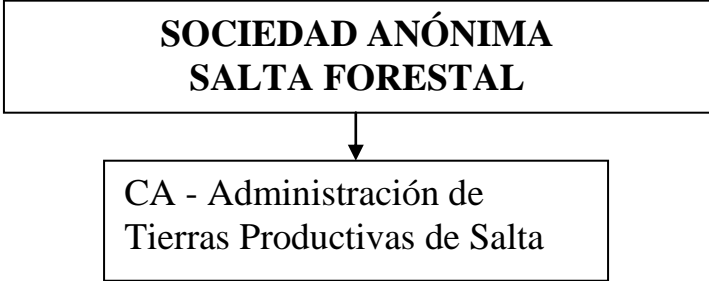 SOCIEDAD ANÓNIMA
SALTA FORESTAL
CA - Administración de
Tierras Productivas de Salta